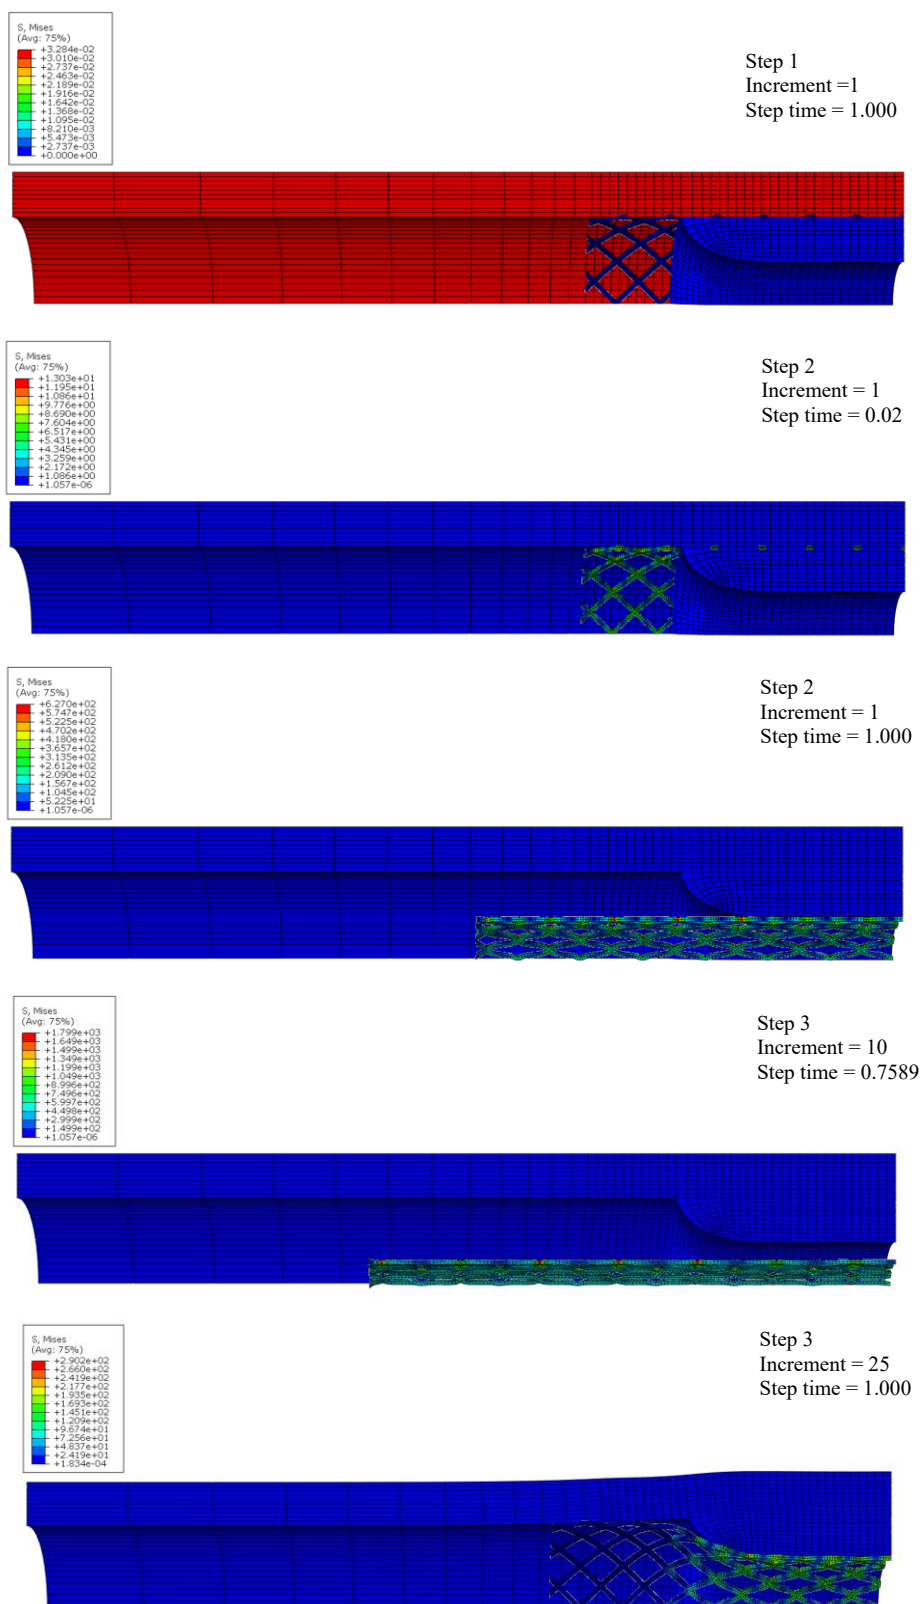 S, Mises
(Avg: 75%)
+3.284e-02
+3.010e-02
+2.737e-02
+2.463e-02
+2.189e-02
+1.916e-02
+1.642e-02
+1.368e-02
+1.095e-02
+8.210e-03
+5.473e-03
+2.737e-03
+0.000e+00
Step 1
Increment =1
Step time = 1.000
S, Mises
(Avg: 75%)
+1.303e+01
+1.195e+01
+1.086e+01
+9.776e+00
+8.690e+00
+7.604e+00
+6.517e+00
+5.431e+00
+4.345e+00
+3.259e+00
+2.172e+00
+1.086e+00
+1.057e-06
Step 2
Increment = 1
Step time = 0.02
S, Mises
(Avg: 75%)
+6.270e+02
+5.747e+02
+5.225e+02
+4.702e+02
+4.180e+02
+3.657e+02
+3.135e+02
+2.612e+02
+2.090e+02
+1.567e+02
+1.045e+02
+5.225e+01
+1.057e-06
Step 2
Increment = 1
Step time = 1.000
S, Mises
(Avg: 75%)
+1.799e+03
+1.649e+03
+1.499e+03
+1.349e+03
+1.199e+03
+1.049e+03
+8.996e+02
+7.496e+02
+5.997e+02
+4.498e+02
+2.999e+02
+1.499e+02
+1.057e-06
Step 3
Increment = 10
Step time = 0.7589
S, Mises
(Avg: 75%)
+2.902e+02
+2.660e+02
+2.419e+02
+2.177e+02
+1.935e+02
+1.693e+02
+1.451e+02
+1.209e+02
+9.674e+01
+7.256e+01
+4.837e+01
+2.419e+01
+1.834e-04
Step 3
Increment = 25
Step time = 1.000